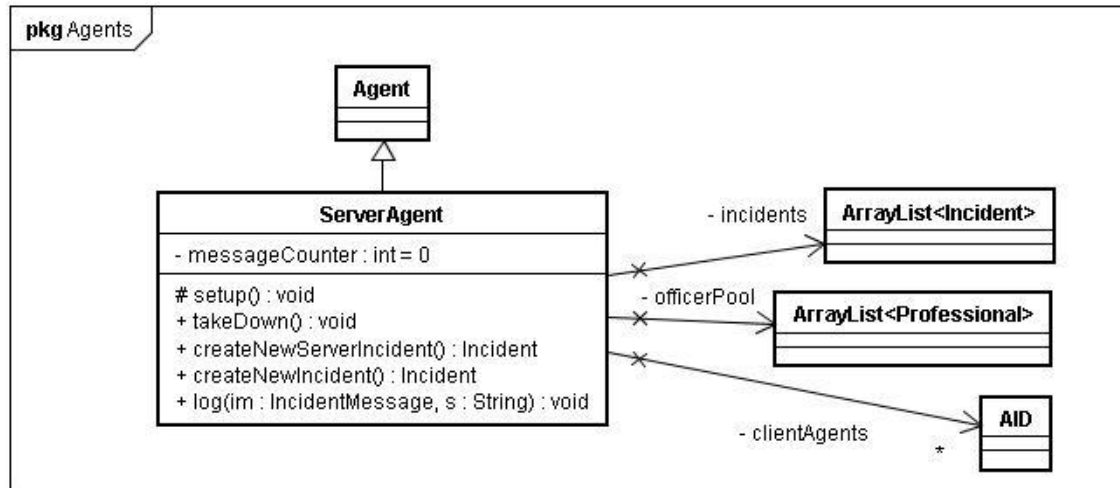 pkg Agents
Agent
ServerAgent
- messageCounter : int = 0
# setup() : void
+ takeDown() : void
+ createNewServerIncident() : Incident
+ createNewIncident() : Incident
+ log(im : IncidentMessage, s : String) : void
- incidents
ArrayList<Incident>
- officerPool
ArrayList<Professional>
- clientAgents
AID
*